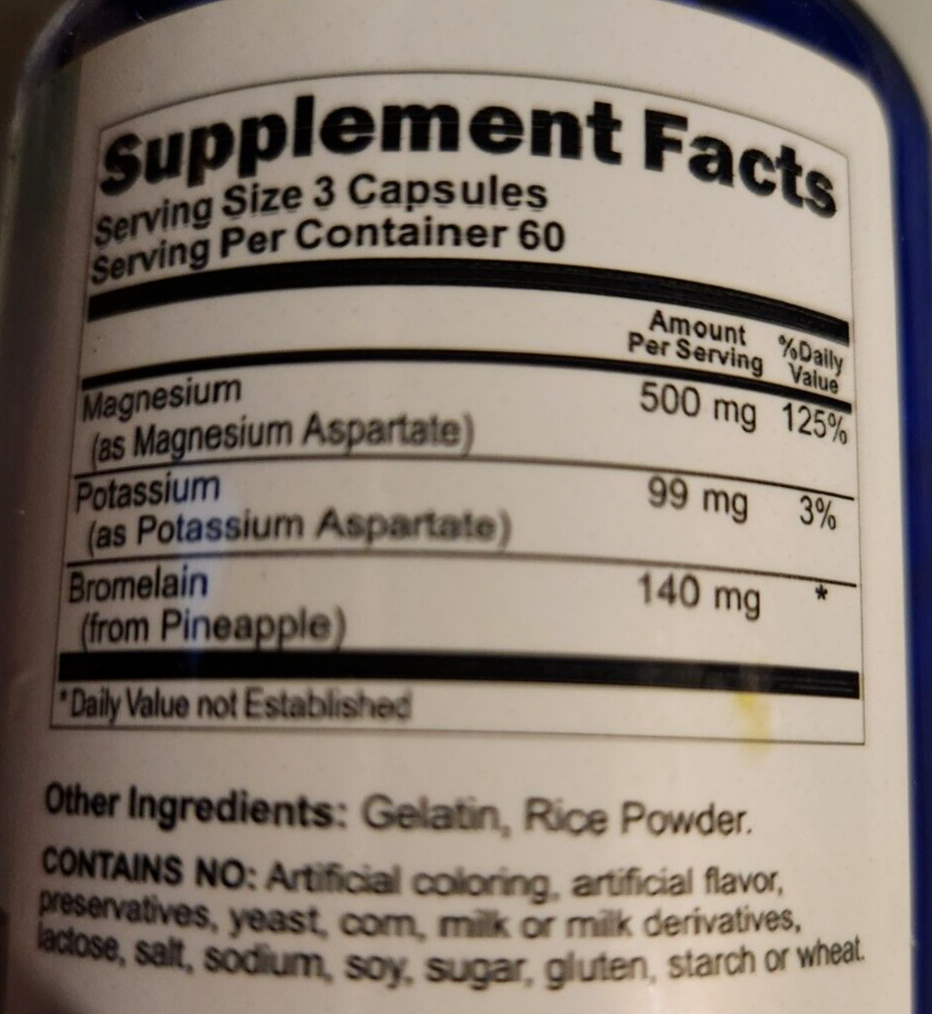 Supplement Facts
Serving Size 3 Capsules
Serving Per Container 60
Amount Per Serving %Daily Value
Magnesium 500 mg 125%
(as Magnesium Aspartate)
Potassium 99 mg 3%
(as Potassium Aspartate)
Bromelain 140 mg *
(from Pineapple)
*Daily Value not Established
Other Ingredients: Gelatin, Rice Powder.
CONTAINS NO: Artificial coloring, artificial flavor,
preservatives, yeast, corn, milk or milk derivatives,
lactose, salt, sodium, soy, sugar, gluten, starch or wheat.